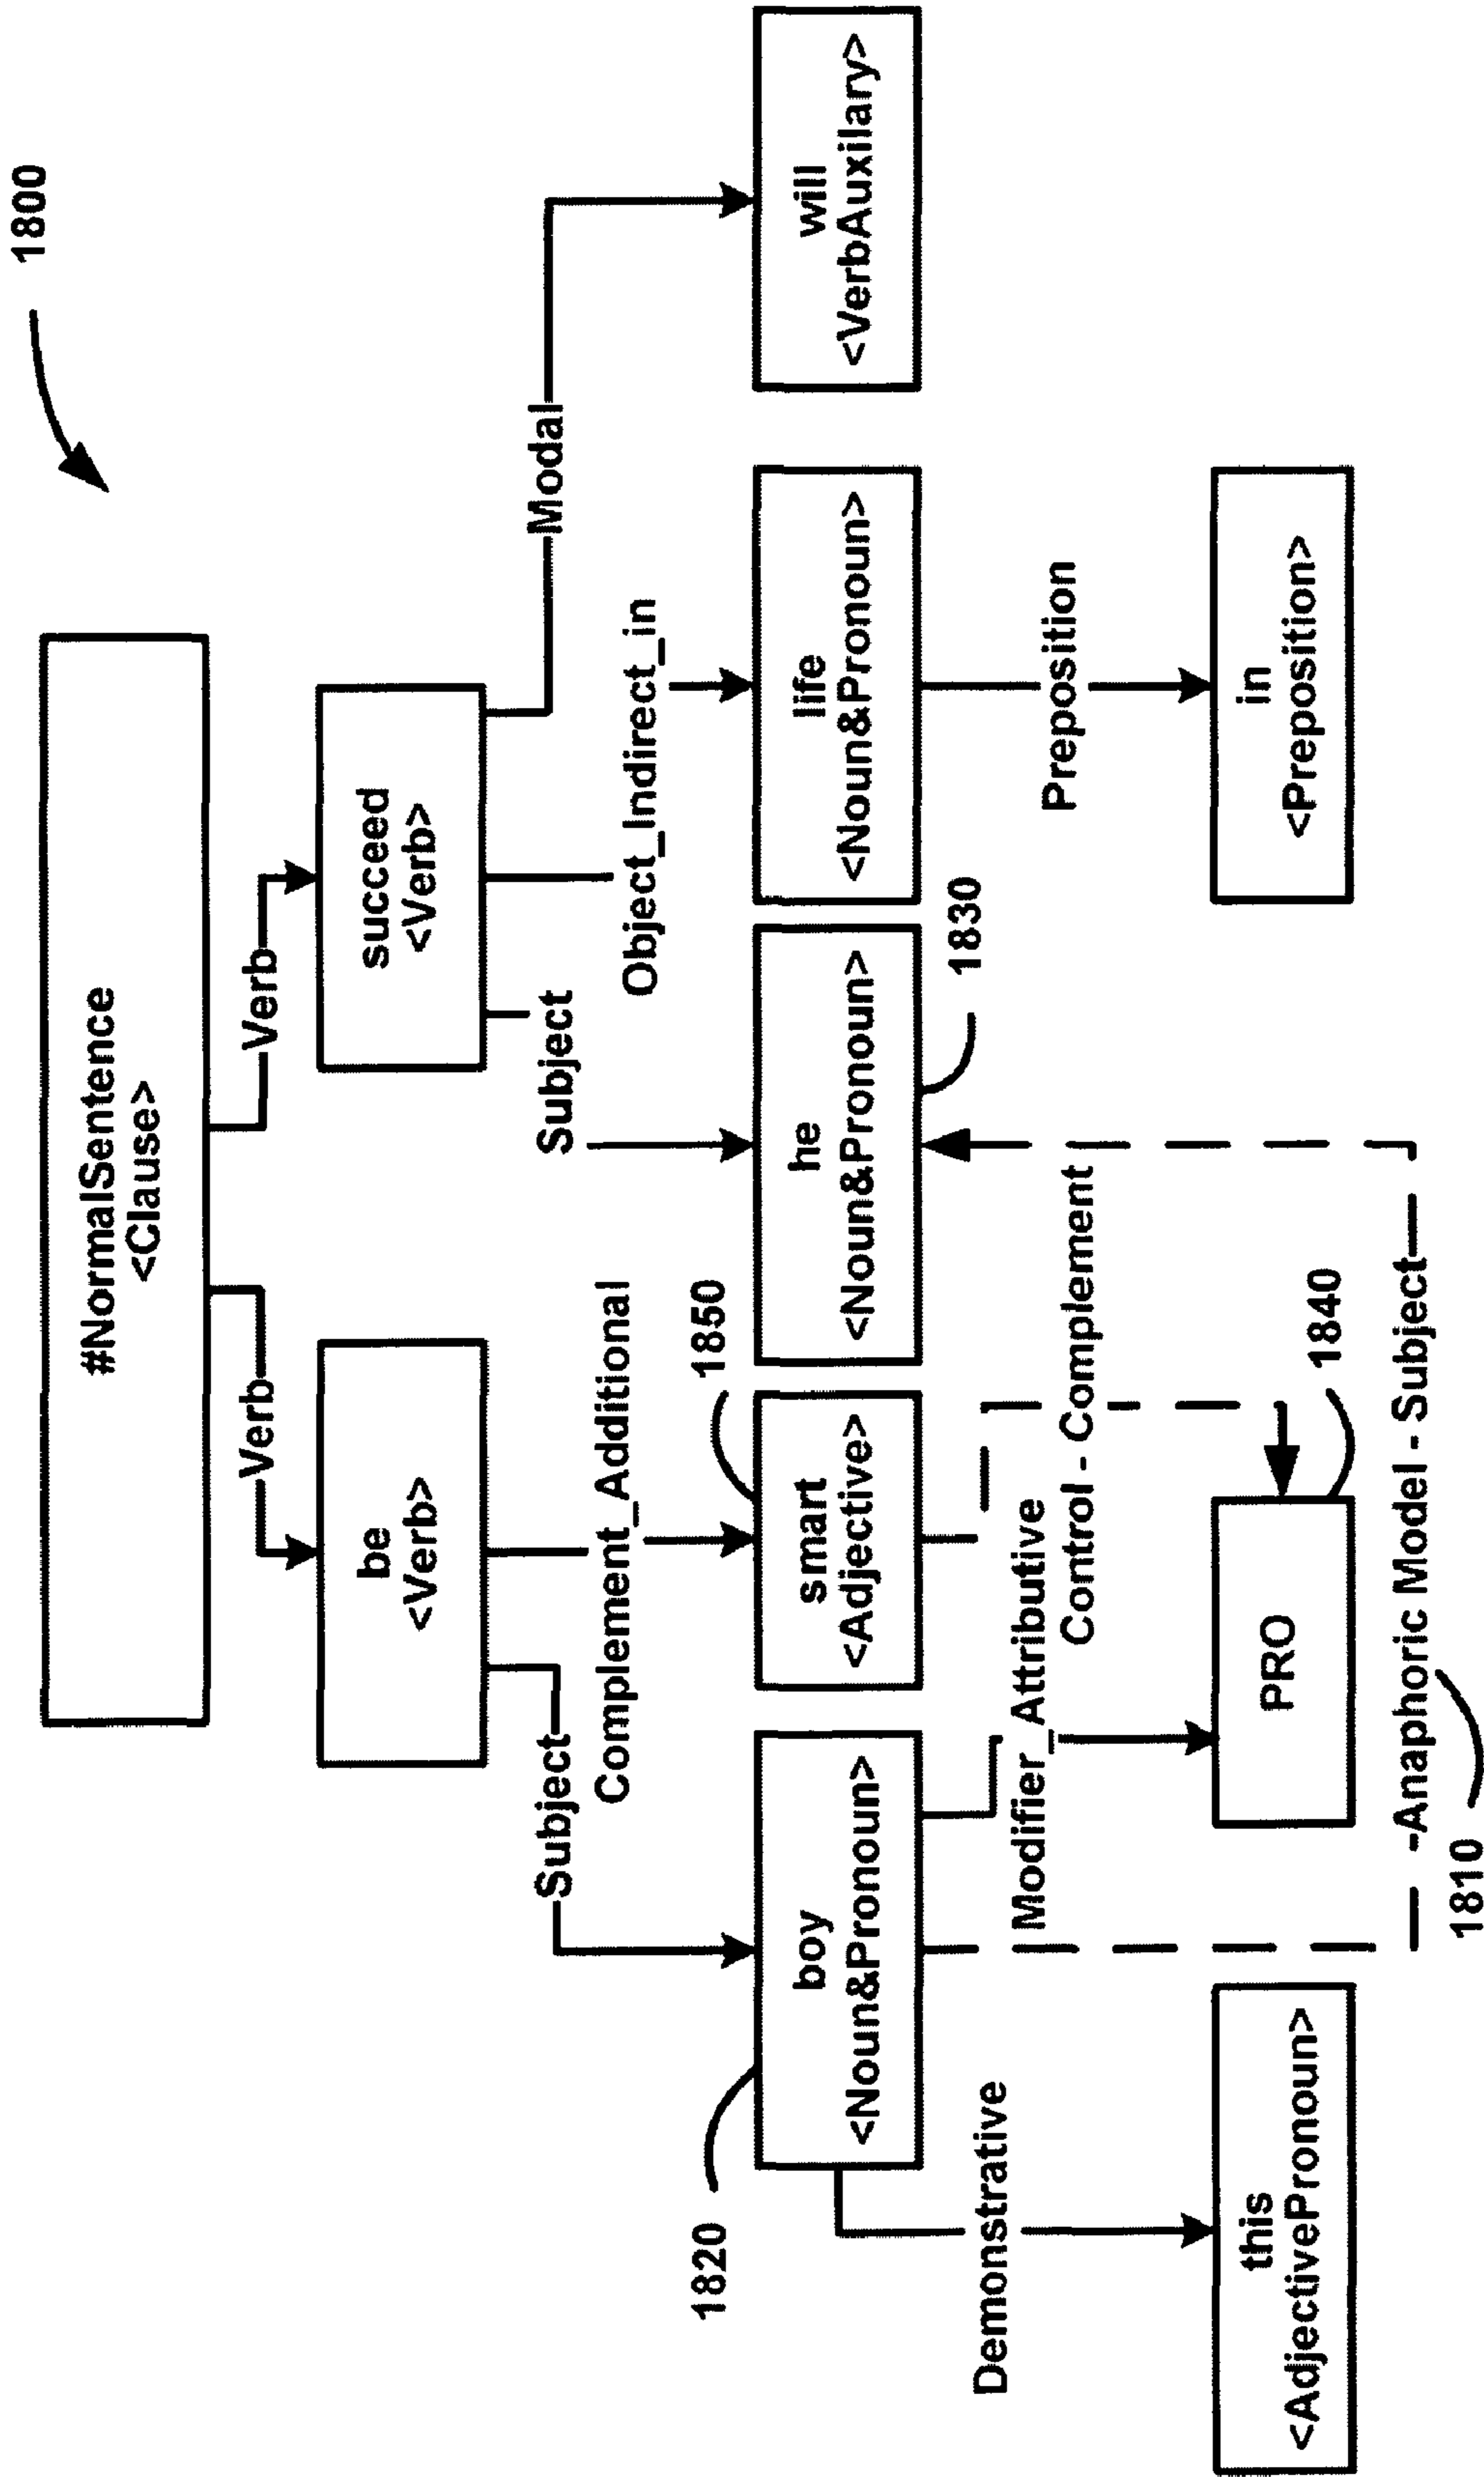 1800
#NormalSentence
<Clause>
Verb
Verb
be
<Verb>
succeed
<Verb>
Subject
Complement_Additional
Subject
Object_Indirect_in
Modal
1820
boy
<Noun&Pronoun>
1850
smart
<Adjective>
he
<Noun&Pronoun>
1830
life
<Noun&Pronoun>
will
<VerbAuxilary>
Demonstrative
Modifier_Attributive
Control - Complement
Preposition
this
<AdjectivePronoun>
PRO
1840
in
<Preposition>
Anaphoric Model - Subject
1810